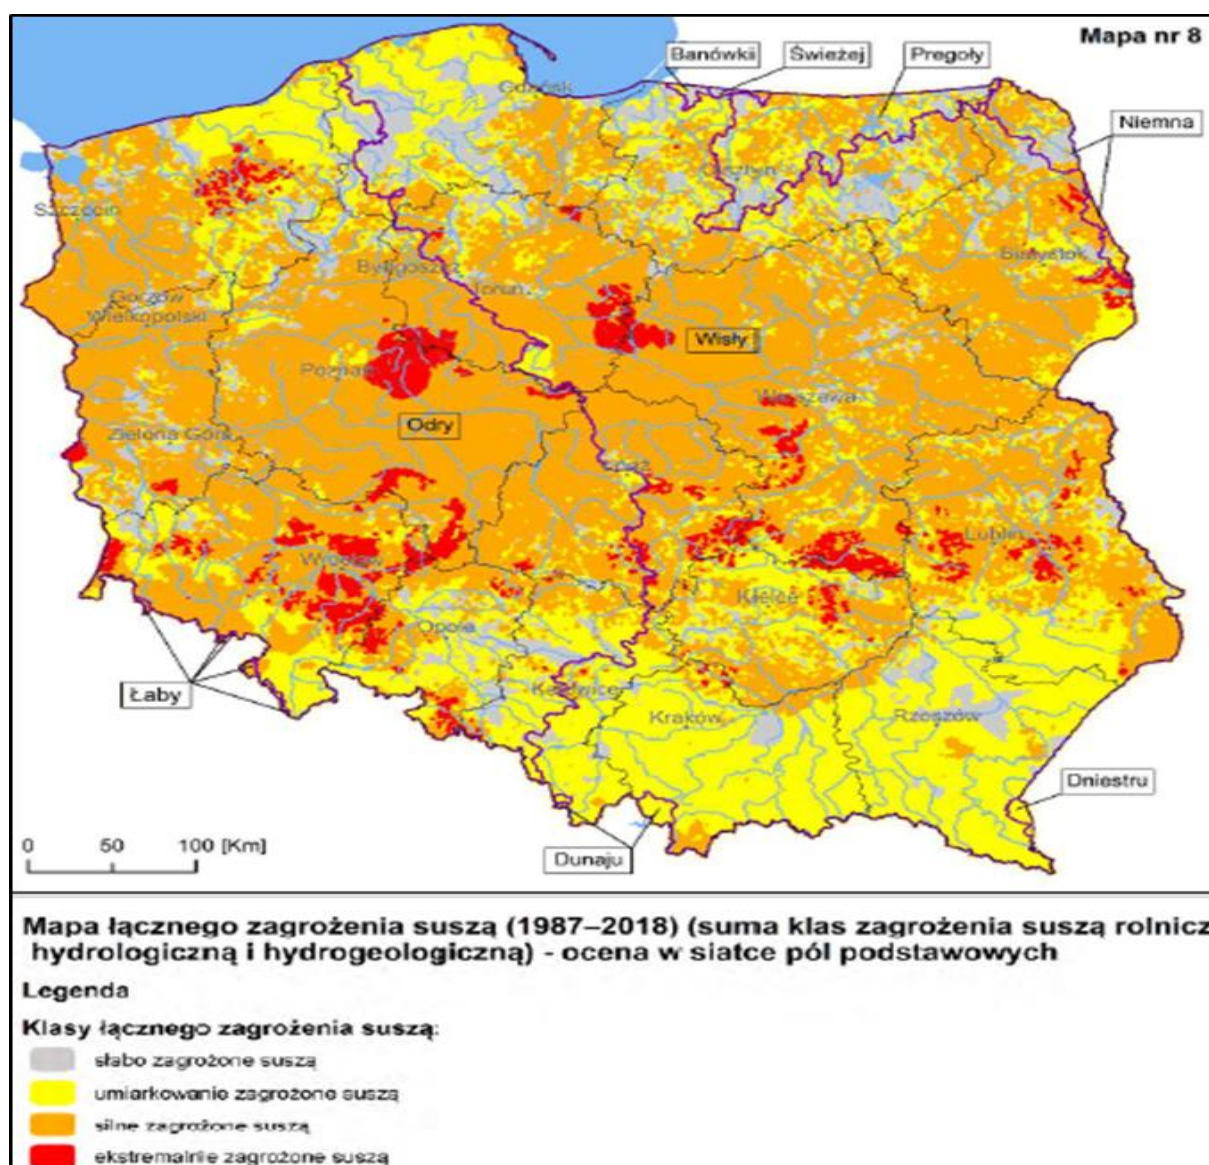 Mapa nr 8
Banówkii
Świeżej
Pregoły
Gdańsk
Niemna
Olsztyn
Szczecin
Białystok
Bydgoszcz
Toruń
Gorzów
Wielkopolski
Wisły
Poznań
Warszawa
Odry
Zielona Góra
Łódź
Lublin
Wrocław
Kielce
Opole
Łaby
Katowice
Kraków
Rzeszów
Dniestru
0 50 100 [Km]
Dunaju
Mapa łącznego zagrożenia suszą (1987–2018) (suma klas zagrożenia suszą rolnicz
hydrologiczną i hydrogeologiczną) - ocena w siatce pól podstawowych
Legenda
Klasy łącznego zagrożenia suszą:
słabo zagrożone suszą
umiarkowanie zagrożone suszą
silne zagrożone suszą
ekstremalnie zagrożone suszą